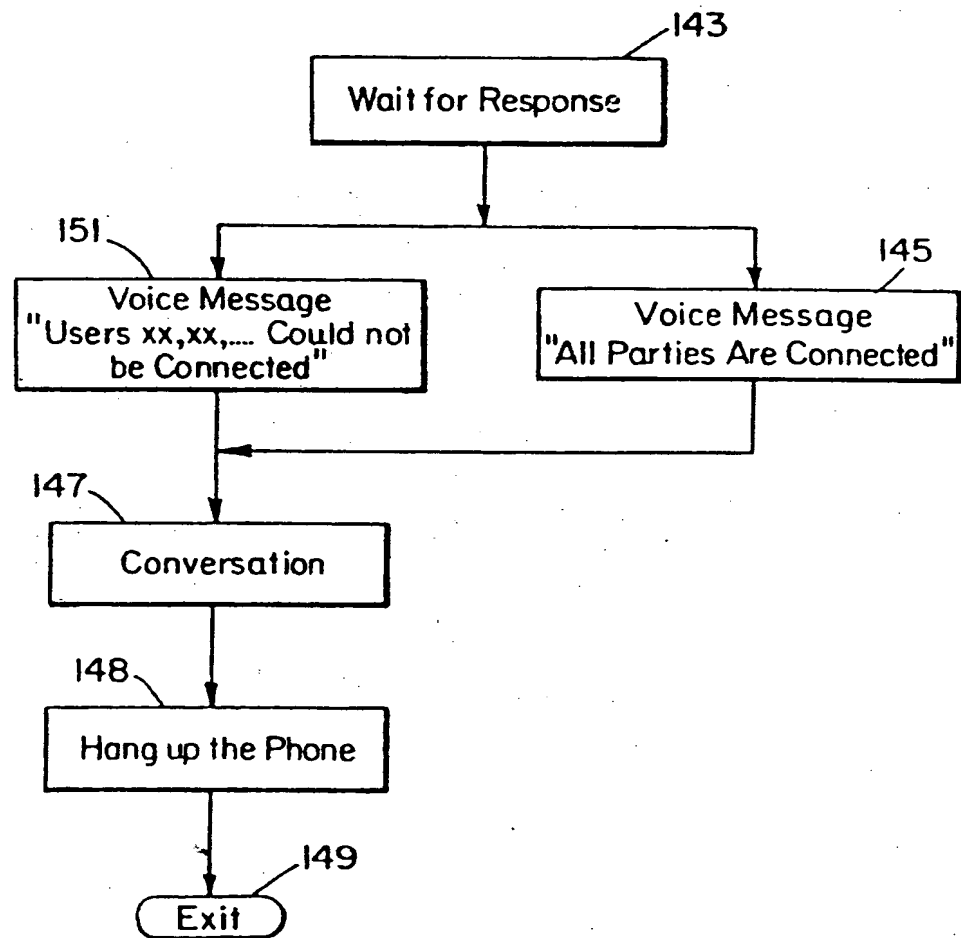 143
Wait for Response
151
Voice Message
"Users xx,xx,.... Could not
be Connected"
145
Voice Message
"All Parties Are Connected"
147
Conversation
148
Hang up the Phone
149
Exit